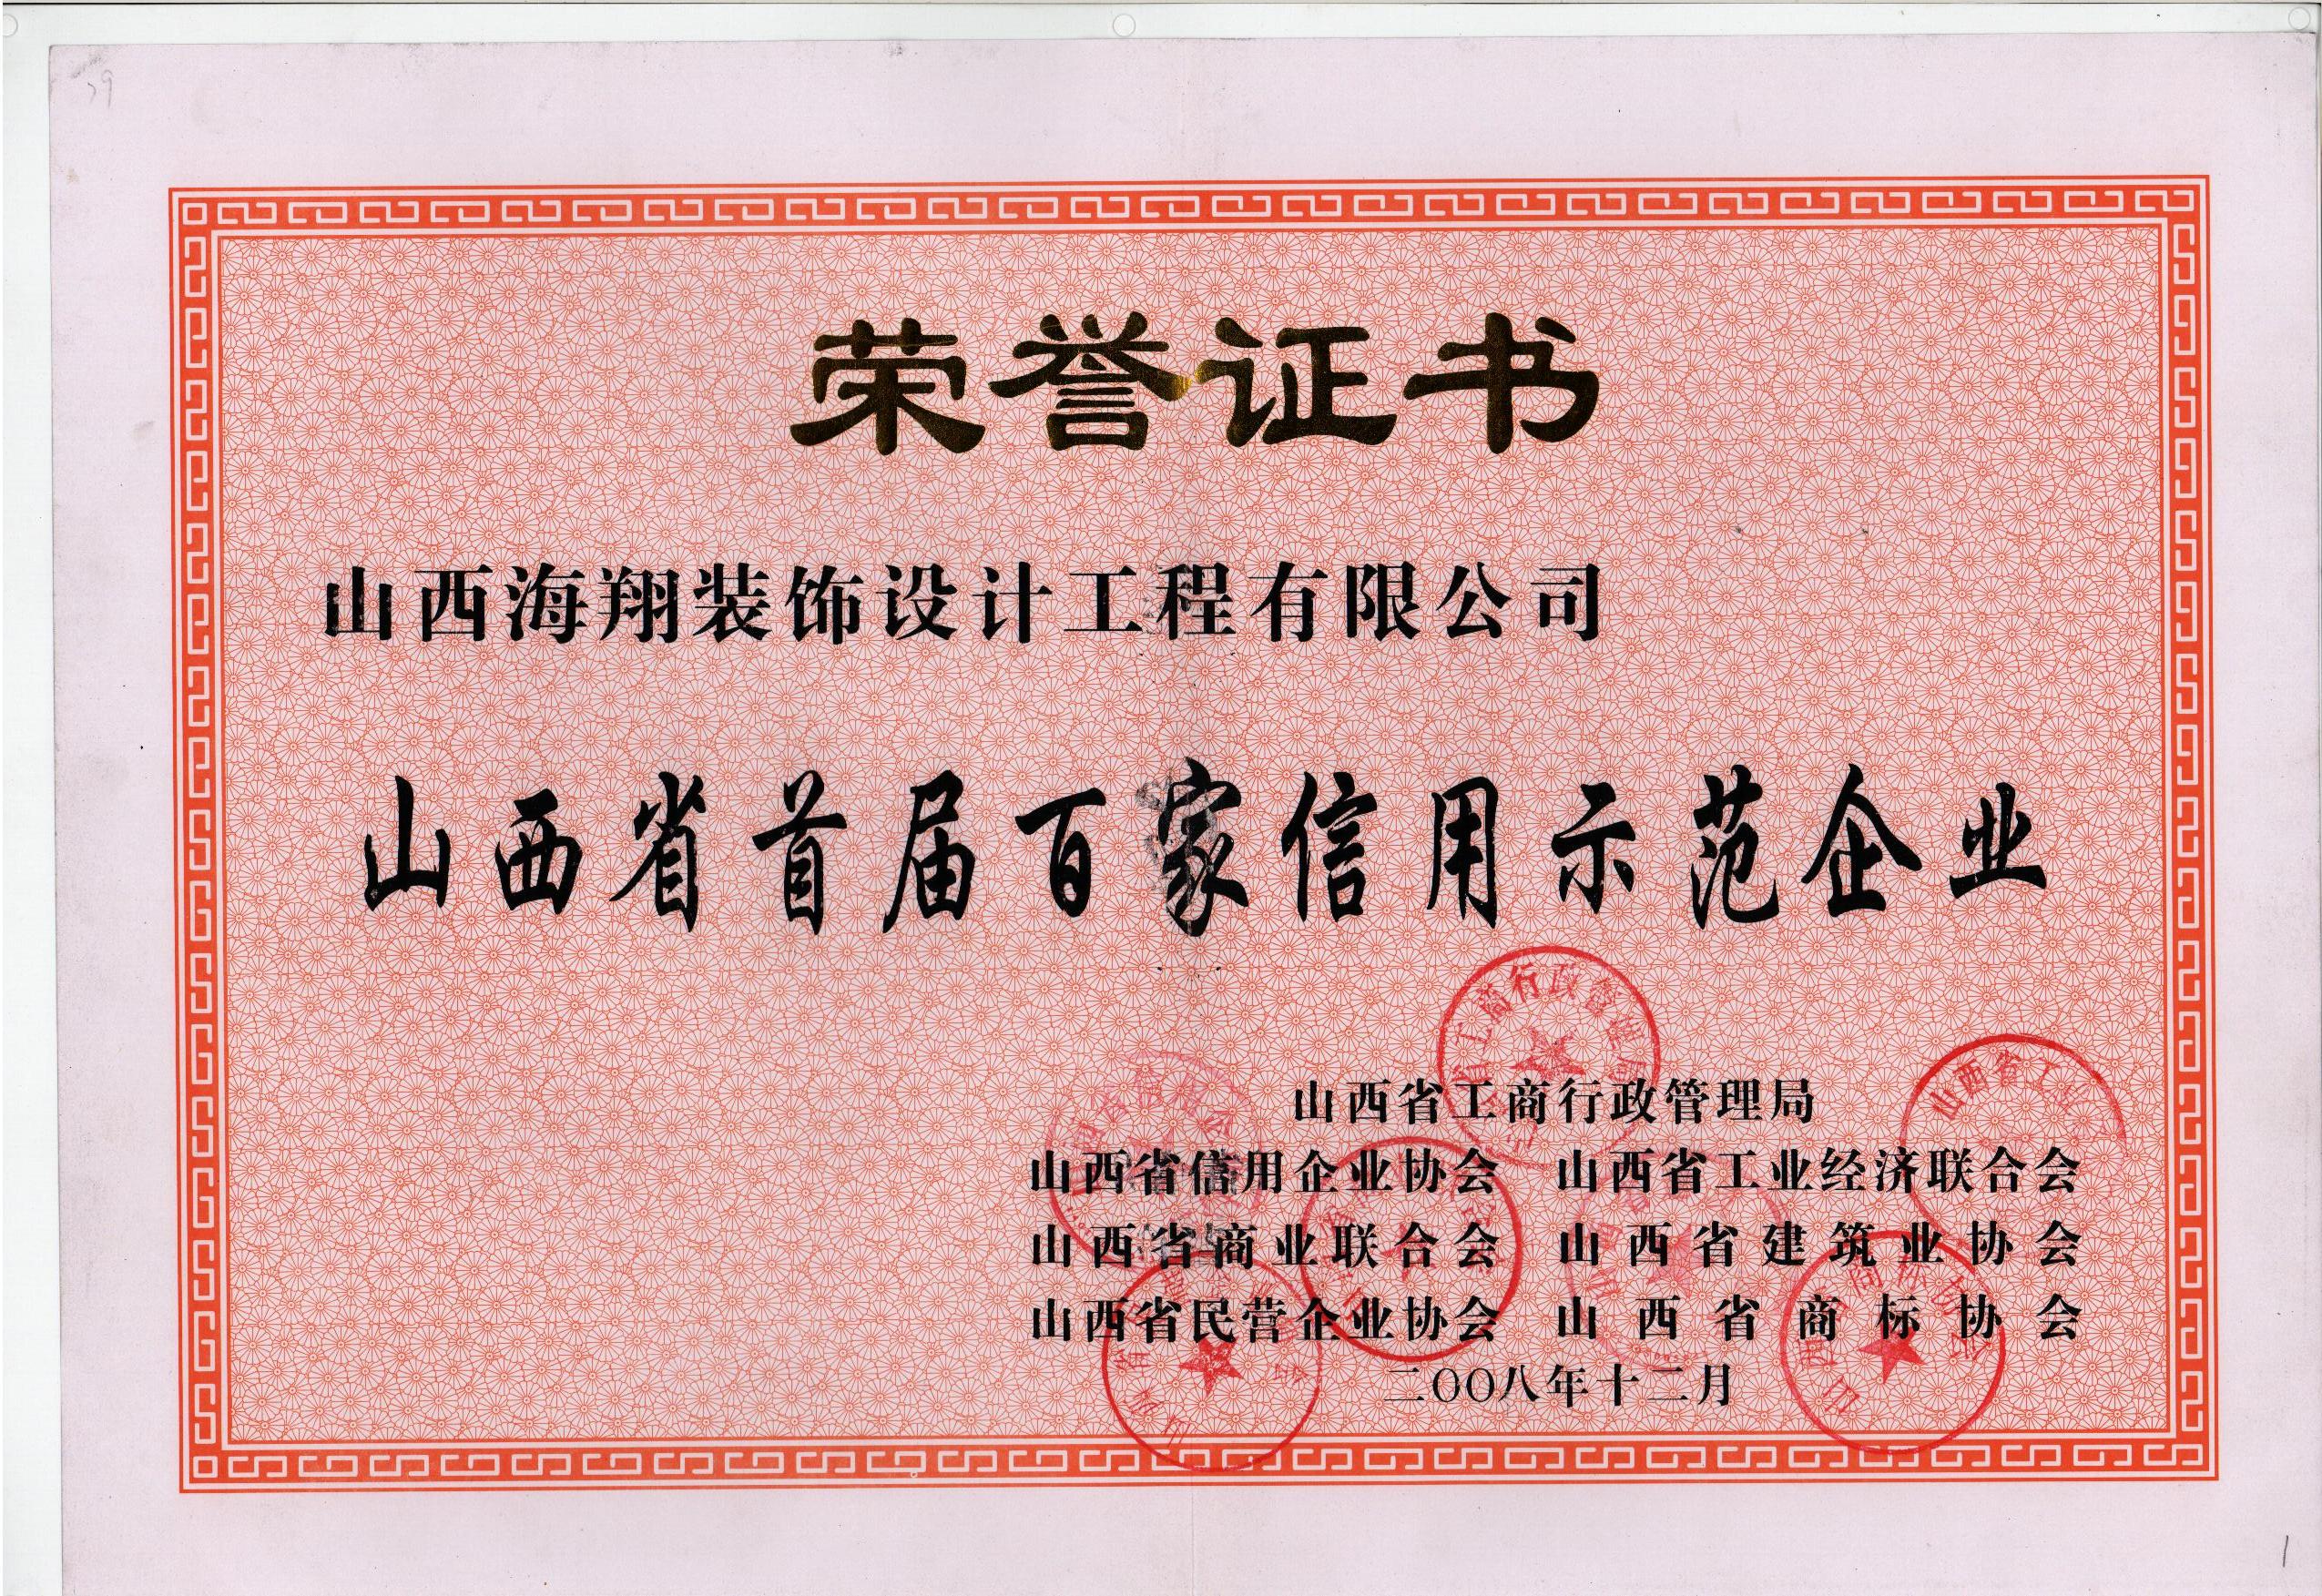 荣誉证书
山西海翔装饰设计工程有限公司
山西省首届百家信用示范企业
山西省工商行政管理局
山西省信用企业协会 山西省工业经济联合会
山西省商业联合会 山西省建筑业协会
山西省民营企业协会 山西省商标协会
二〇〇八年十二月